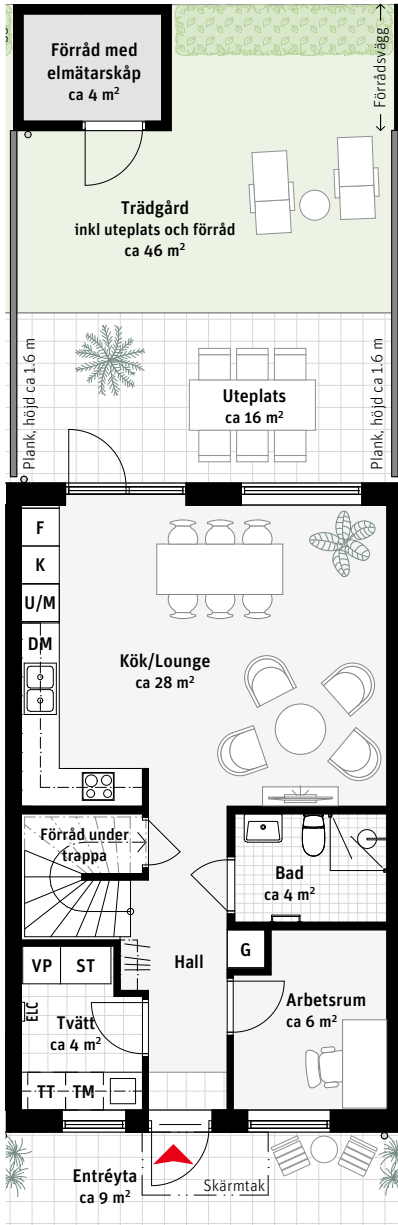 Förråd med
elmätarskåp
ca 4 m²
Förrådsvägg
Trädgård
inkl uteplats och förråd
ca 46 m²
Plank, höjd ca 1.6 m
Plank, höjd ca 1.6 m
Uteplats
ca 16 m²
F
K
U/M
DM
Kök/Lounge
ca 28 m²
Förråd under
trappa
Bad
ca 4 m²
VP
ST
Hall
G
ELC
Tvätt
ca 4 m²
Arbetsrum
ca 6 m²
TT
TM
Entréyta
ca 9 m²
Skärmtak